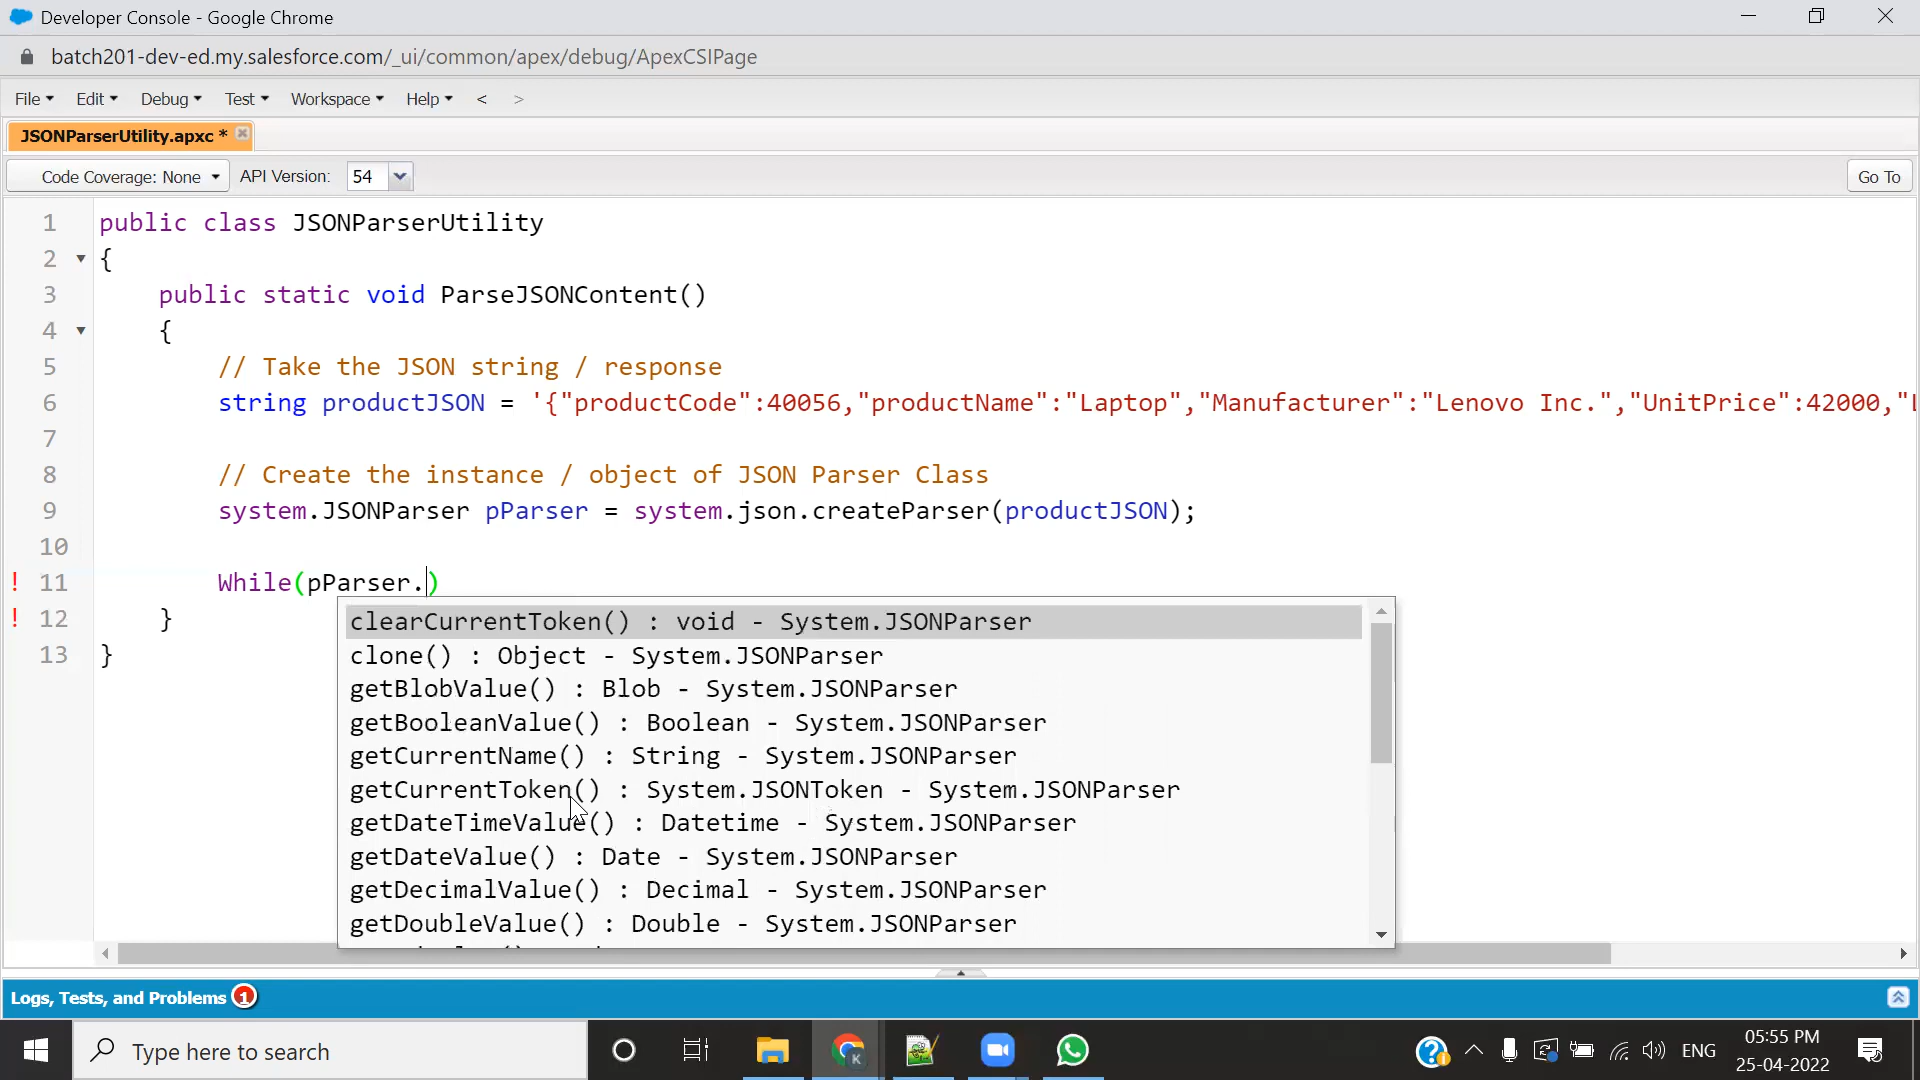 Developer Console - Google Chrome
batch201-dev-ed.my.salesforce.com/_ui/common/apex/debug/ApexCSIPage
File Edit Debug Test Workspace Help < >
JSONParserUtility.apxc *
Code Coverage: None API Version: 54 Go To
1 public class JSONParserUtility
2 {
3 public static void ParseJSONContent()
4 {
5 // Take the JSON string / response
6 string productJSON = '{"productCode":40056,"productName":"Laptop","Manufacturer":"Lenovo Inc.","UnitPrice":42000,"
7
8 // Create the instance / object of JSON Parser Class
9 system.JSONParser pParser = system.json.createParser(productJSON);
10
! 11 While(pParser.)
! 12 }
13 }
clearCurrentToken() : void - System.JSONParser
clone() : Object - System.JSONParser
getBlobValue() : Blob - System.JSONParser
getBooleanValue() : Boolean - System.JSONParser
getCurrentName() : String - System.JSONParser
getCurrentToken() : System.JSONToken - System.JSONParser
getDateTimeValue() : Datetime - System.JSONParser
getDateValue() : Date - System.JSONParser
getDecimalValue() : Decimal - System.JSONParser
getDoubleValue() : Double - System.JSONParser
Logs, Tests, and Problems 1
Type here to search
K
ENG
05:55 PM
25-04-2022